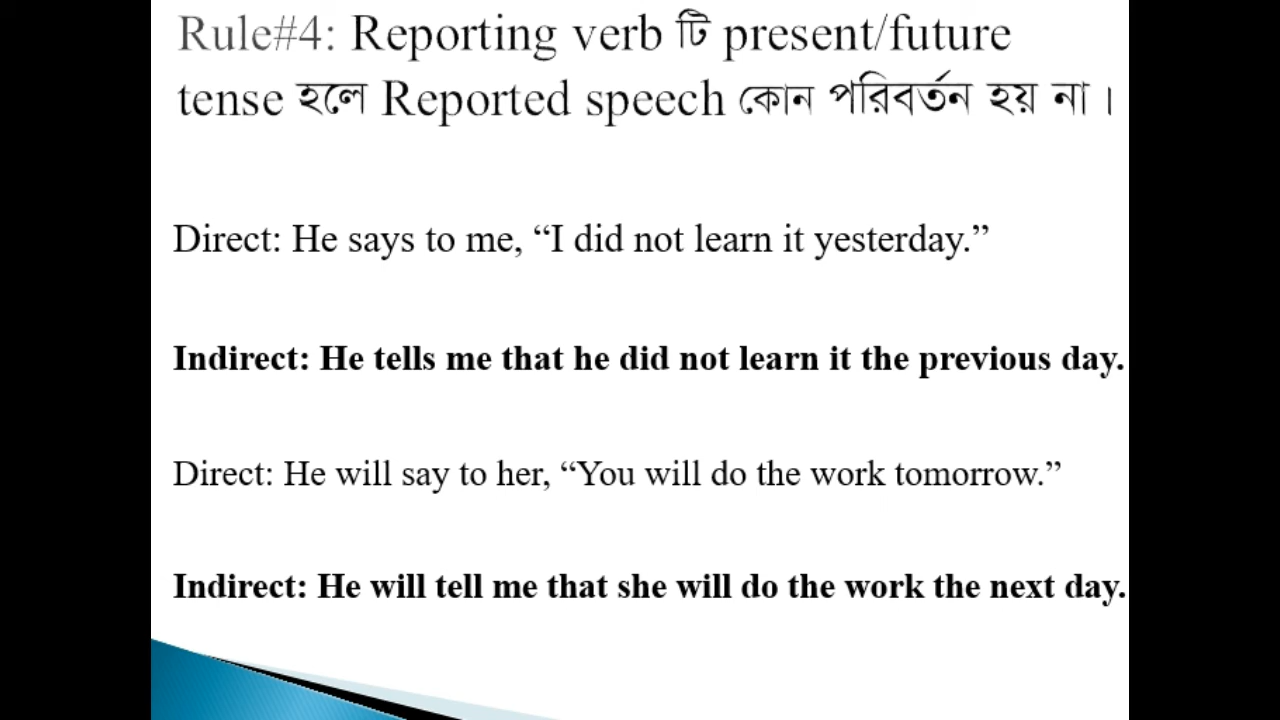 Rule#4: Reporting verb টি present/future
tense হলে Reported speech কোন পরিবর্তন হয় না।
Direct: He says to me, “I did not learn it yesterday.”
Indirect: He tells me that he did not learn it the previous day.
Direct: He will say to her, “You will do the work tomorrow.”
Indirect: He will tell me that she will do the work the next day.